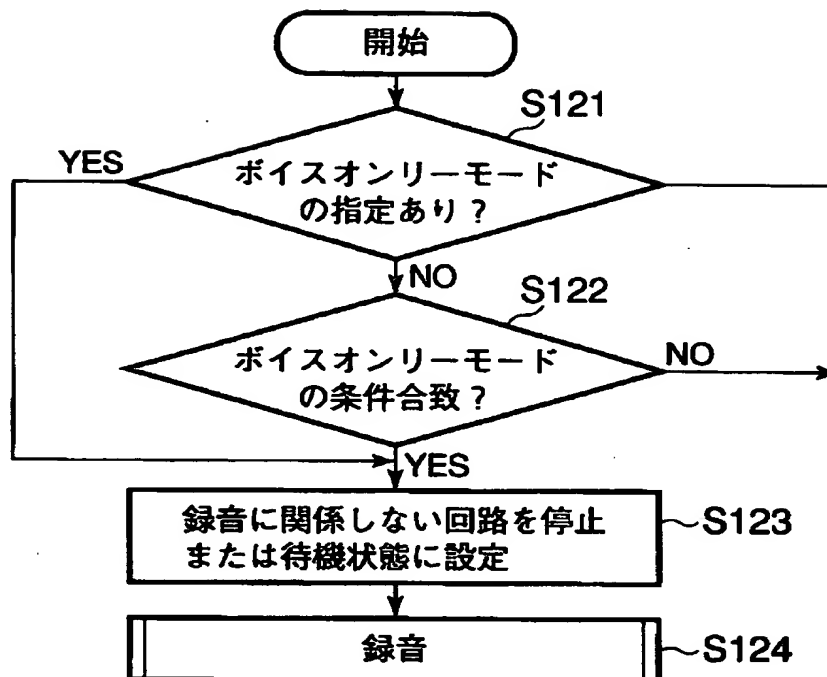 開始
S121
YES
ボイスオンリーモード
の指定あり？
NO
S122
ボイスオンリーモード
の条件合致？
NO
YES
録音に関係しない回路を停止
または待機状態に設定
S123
録音
S124